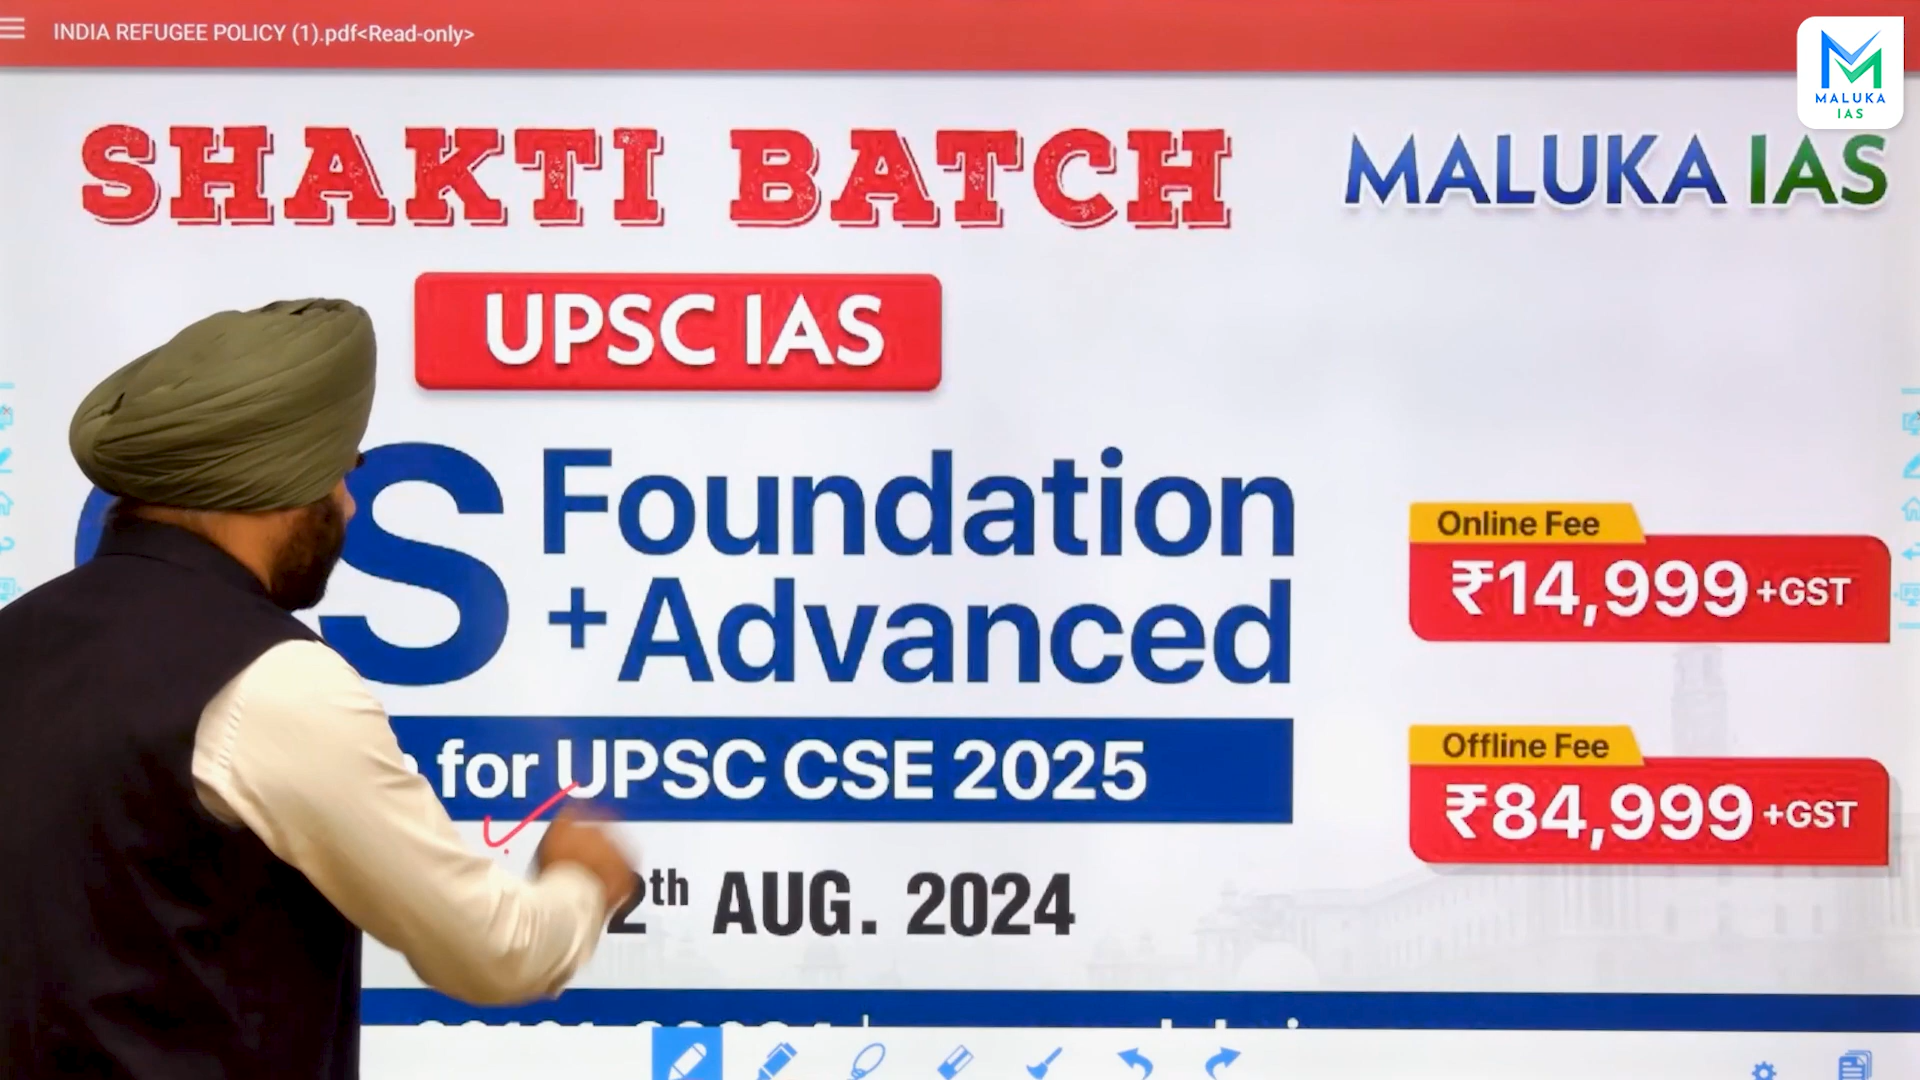 INDIA REFUGEE POLICY (1).pdf<Read-only>
MALUKA
IAS
SHAKTI BATCH
MALUKA IAS
UPSC IAS
S Foundation
+Advanced
for UPSC CSE 2025
2th AUG. 2024
Online Fee
₹14,999 +GST
Offline Fee
₹84,999 +GST